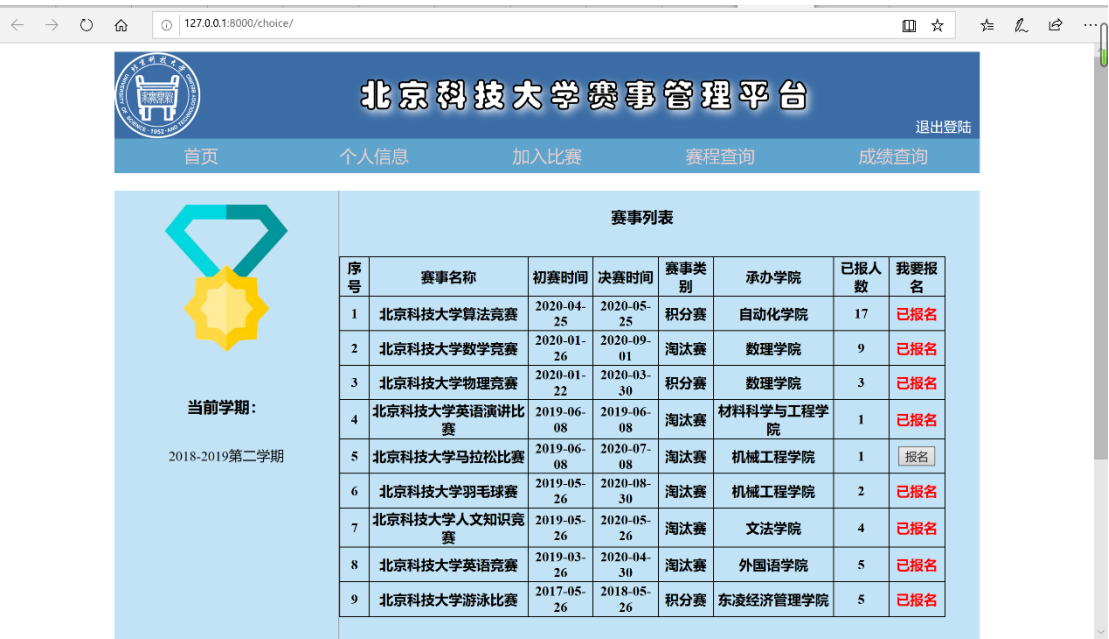 127.0.0.1:8000/choice/
北京科技大学赛事管理平台
退出登陆
首页 个人信息 加入比赛 赛程查询 成绩查询
赛事列表
序号 赛事名称 初赛时间 决赛时间 赛事类别 承办学院 已报人数 我要报名
1 北京科技大学算法竞赛 2020-04-25 2020-05-25 积分赛 自动化学院 17 已报名
2 北京科技大学数学竞赛 2020-01-26 2020-09-01 淘汰赛 数理学院 9 已报名
3 北京科技大学物理竞赛 2020-01-22 2020-03-30 积分赛 数理学院 3 已报名
4 北京科技大学英语演讲比赛 2019-06-08 2019-06-08 淘汰赛 材料科学与工程学院 1 已报名
5 北京科技大学马拉松比赛 2019-06-08 2020-07-08 淘汰赛 机械工程学院 1 报名
6 北京科技大学羽毛球赛 2019-05-26 2020-08-30 淘汰赛 机械工程学院 2 已报名
7 北京科技大学人文知识竞赛 2019-05-26 2020-05-26 淘汰赛 文法学院 4 已报名
8 北京科技大学英语竞赛 2019-03-26 2020-04-30 淘汰赛 外国语学院 5 已报名
9 北京科技大学游泳比赛 2017-05-26 2018-05-26 积分赛 东凌经济管理学院 5 已报名
当前学期：
2018-2019第二学期